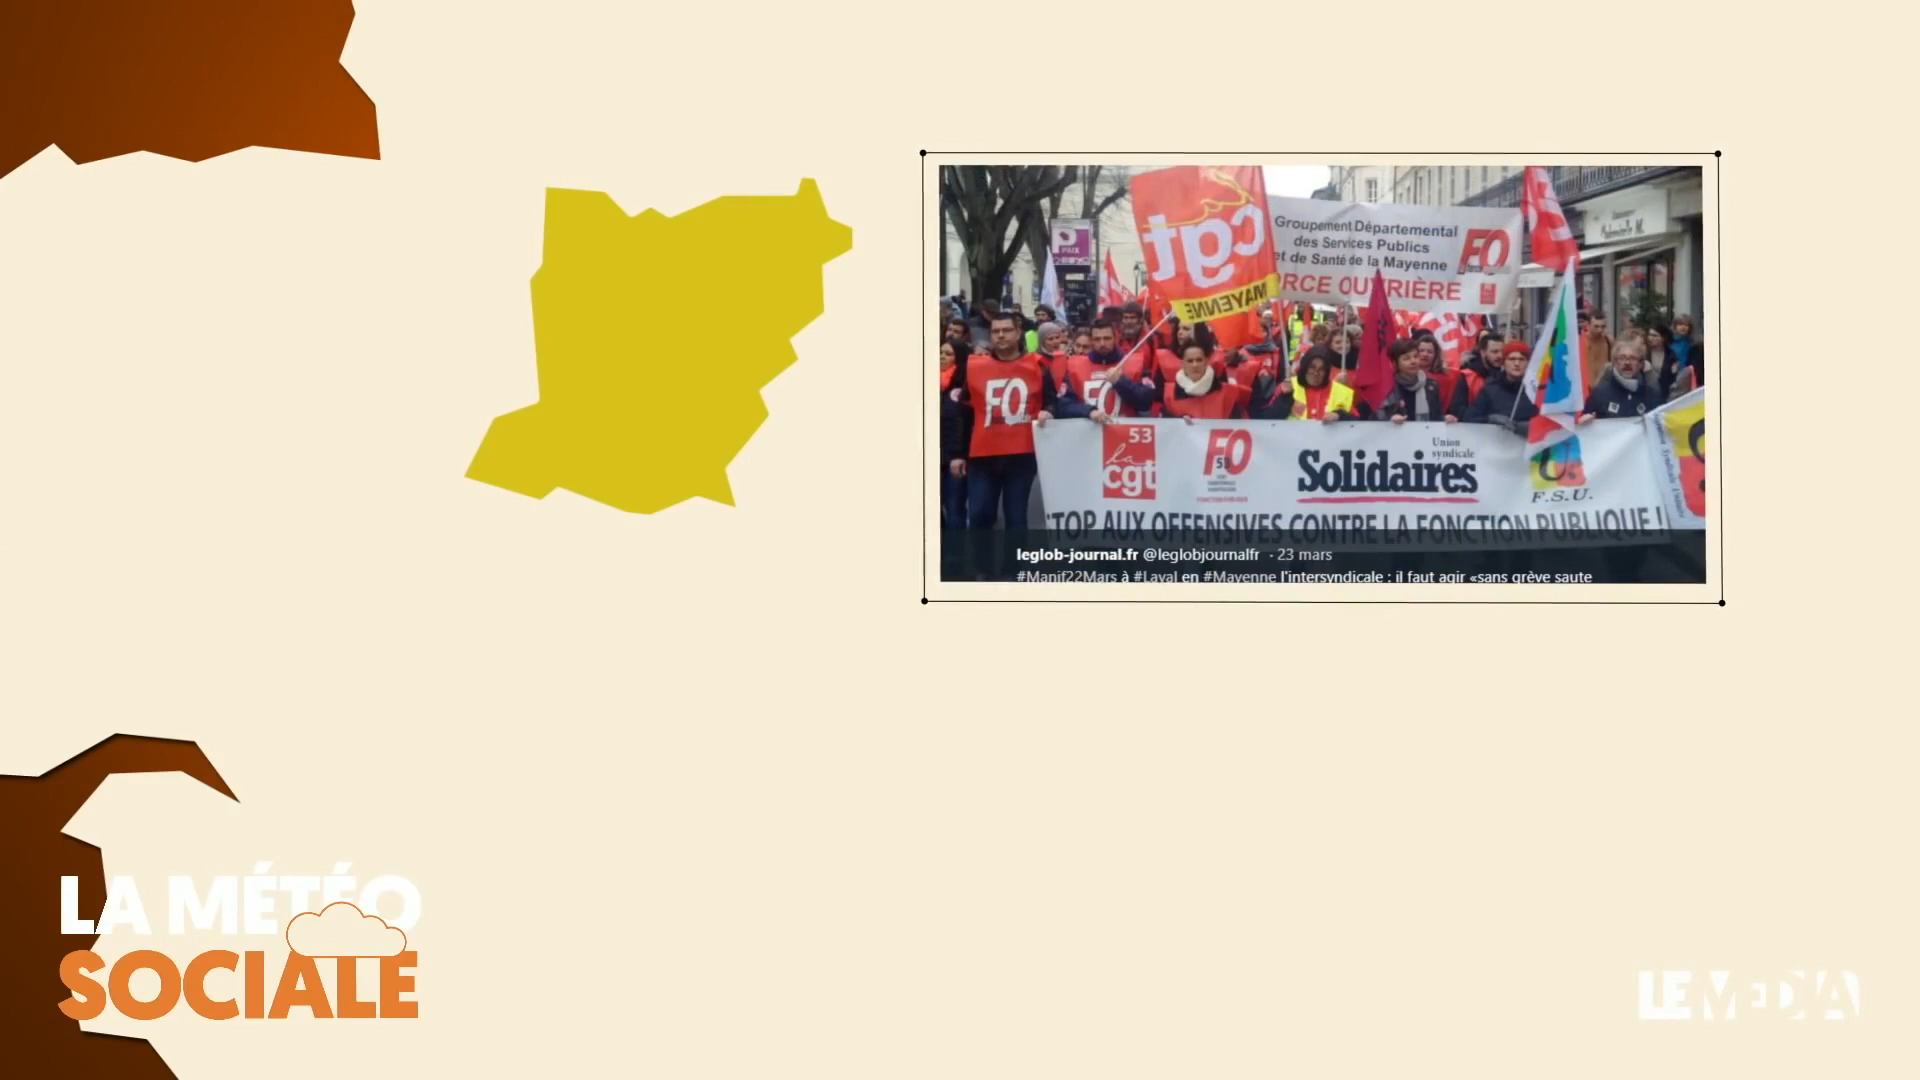 P
PAIX
cgt
MAYENNE
Groupement Départemental
des Services Publics
et de Santé de la Mayenne
FO
RCE OUVRIÈRE
FO
FO
53
la
cgt
FO
53
Union
syndicale
Solidaires
F.S.U.
TOP AUX OFFENSIVES CONTRE LA FONCTION PUBLIQUE !
leglob-journal.fr @leglobjournalfr · 23 mars
#Manif22Mars à #Laval en #Mayenne l'intersyndicale : il faut agir «sans grève saute
LA MÉTÉO
SOCIALE
LE MEDIA